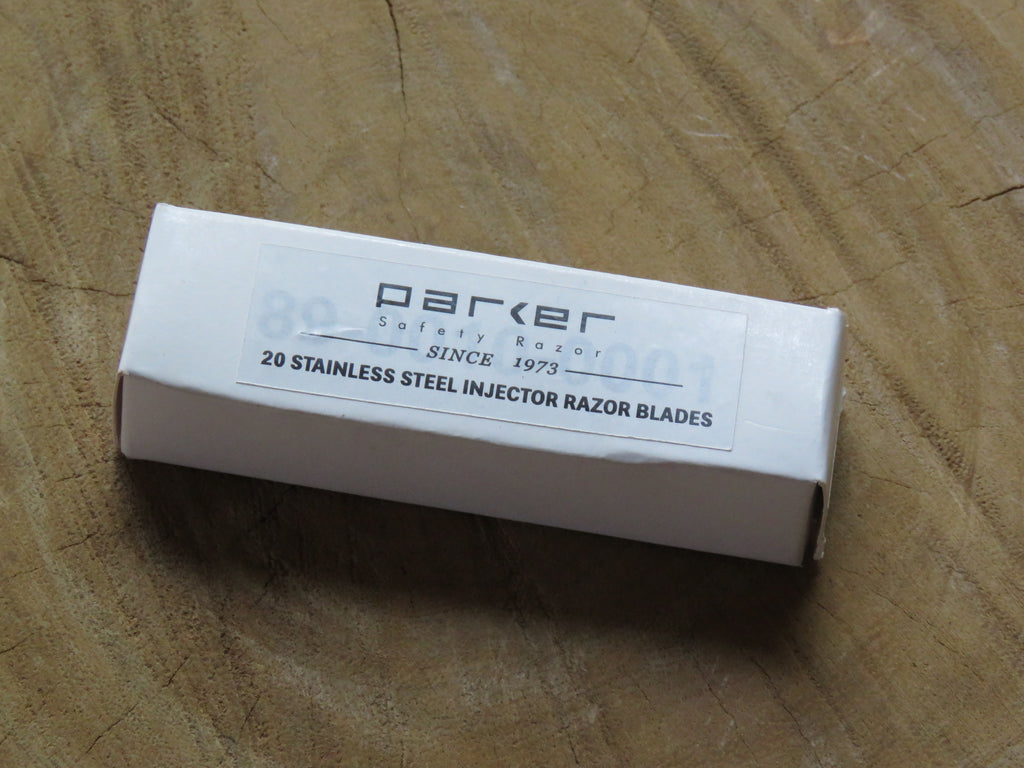 parker
Safety Razor
SINCE 1973
20 STAINLESS STEEL INJECTOR RAZOR BLADES